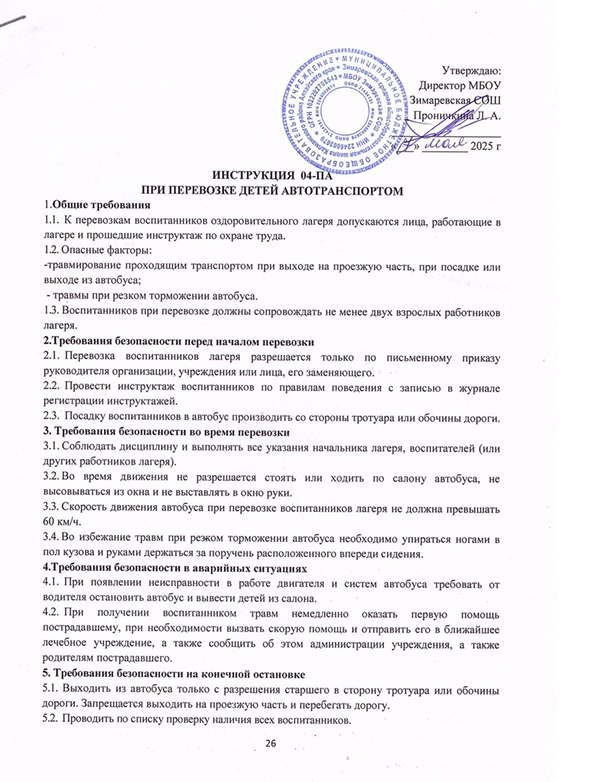 Утверждаю:
Директор МБОУ
Зимаревская СОШ
Проничкина Л. А.
мая 2025 г
ИНСТРУКЦИЯ 04-ПА
ПРИ ПЕРЕВОЗКЕ ДЕТЕЙ АВТОТРАНСПОРТОМ
1.Общие требования
1.1. К перевозкам воспитанников оздоровительного лагеря допускаются лица, работающие в
лагере и прошедшие инструктаж по охране труда.
1.2. Опасные факторы:
-травмирование проходящим транспортом при выходе на проезжую часть, при посадке или
выходе из автобуса;
- травмы при резком торможении автобуса.
1.3. Воспитанников при перевозке должны сопровождать не менее двух взрослых работников
лагеря.
2.Требования безопасности перед началом перевозки
2.1. Перевозка воспитанников лагеря разрешается только по письменному приказу
руководителя организации, учреждения или лица, его заменяющего.
2.2. Провести инструктаж воспитанников по правилам поведения с записью в журнале
регистрации инструктажей.
2.3. Посадку воспитанников в автобус производить со стороны тротуара или обочины дороги.
3. Требования безопасности во время перевозки
3.1. Соблюдать дисциплину и выполнять все указания начальника лагеря, воспитателей (или
других работников лагеря).
3.2. Во время движения не разрешается стоять или ходить по салону автобуса, не
высовываться из окна и не выставлять в окно руки.
3.3. Скорость движения автобуса при перевозке воспитанников лагеря не должна превышать
60 км/ч.
3.4. Во избежание травм при резком торможении автобуса необходимо упираться ногами в
пол кузова и руками держаться за поручень расположенного впереди сидения.
4.Требования безопасности в аварийных ситуациях
4.1. При появлении неисправности в работе двигателя и систем автобуса требовать от
водителя остановить автобус и вывести детей из салона.
4.2. При получении воспитанником травм немедленно оказать первую помощь
пострадавшему, при необходимости вызвать скорую помощь и отправить его в ближайшее
лечебное учреждение, а также сообщить об этом администрации учреждения, а также
родителям пострадавшего.
5. Требования безопасности на конечной остановке
5.1. Выходить из автобуса только с разрешения старшего в сторону тротуара или обочины
дороги. Запрещается выходить на проезжую часть и перебегать дорогу.
5.2. Проводить по списку проверку наличия всех воспитанников.
26